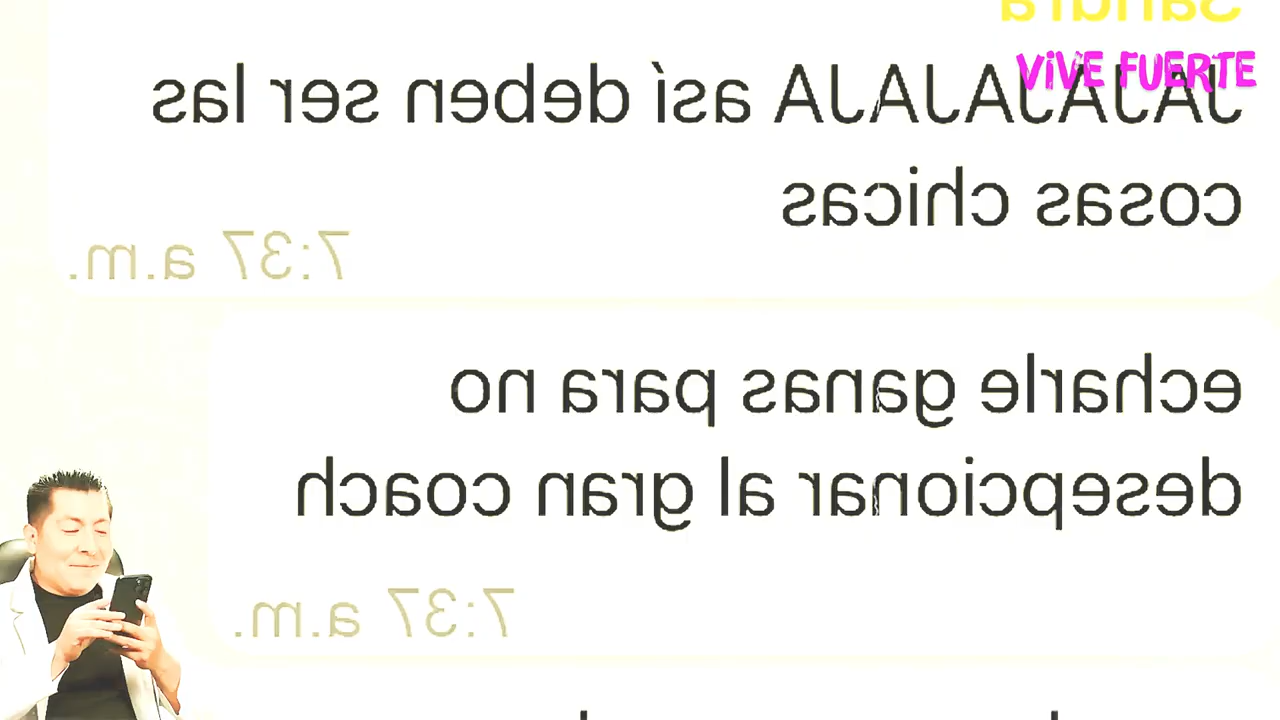 Sandra
VIVE FUERTE
JAJAJAJAJA así deben ser las
cosas chicas
7:37 a.m.
echarle ganas para no
desepcionar al gran coach
7:37 a.m.